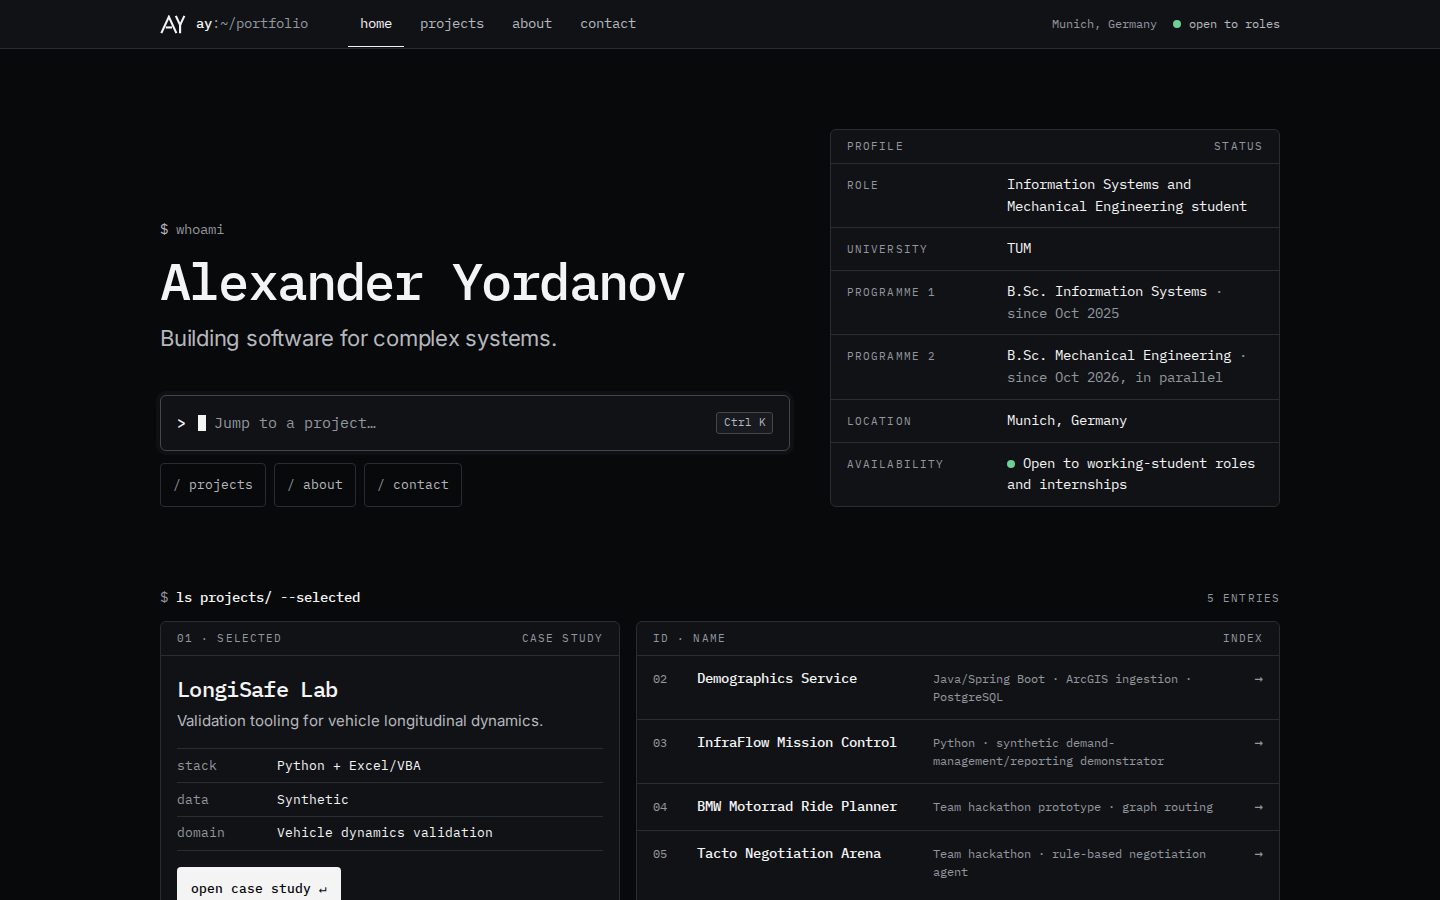 AY ay:~/portfolio home projects about contact Munich, Germany open to roles
$ whoami
Alexander Yordanov
Building software for complex systems.
> Jump to a project… Ctrl K
/ projects / about / contact
PROFILE STATUS
ROLE Information Systems and
Mechanical Engineering student
UNIVERSITY TUM
PROGRAMME 1 B.Sc. Information Systems ·
since Oct 2025
PROGRAMME 2 B.Sc. Mechanical Engineering ·
since Oct 2026, in parallel
LOCATION Munich, Germany
AVAILABILITY Open to working-student roles
and internships
$ ls projects/ --selected 5 ENTRIES
01 · SELECTED CASE STUDY
LongiSafe Lab
Validation tooling for vehicle longitudinal dynamics.
stack Python + Excel/VBA
data Synthetic
domain Vehicle dynamics validation
open case study ↵
ID · NAME INDEX
02 Demographics Service Java/Spring Boot · ArcGIS ingestion · →
PostgreSQL
03 InfraFlow Mission Control Python · synthetic demand- →
management/reporting demonstrator
04 BMW Motorrad Ride Planner Team hackathon prototype · graph routing →
05 Tacto Negotiation Arena Team hackathon · rule-based negotiation →
agent